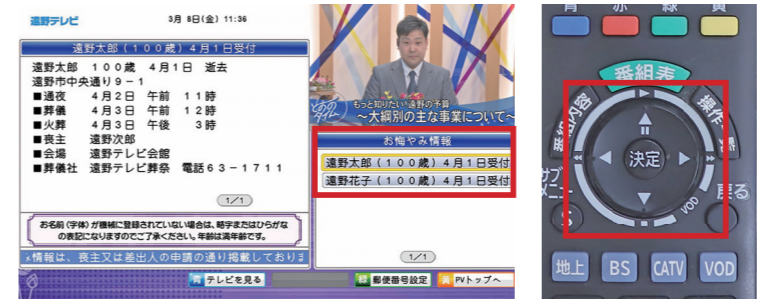 遠野テレビ
3月 8日(金) 11:36
遠野太郎(100歳)4月1日受付
遠野太郎 100歳 4月1日 逝去
遠野市中央通り9-1
■通夜 4月2日 午前 11時
■葬儀 4月3日 午前 12時
■火葬 4月3日 午後 3時
■喪主 遠野次郎
■会場 遠野テレビ会館
■葬儀社 遠野テレビ葬祭 電話63-1711
1/1
お名前(字体)が機械に登録されていない場合は、略字またはひらがな
の表記になりますのでご了承ください。年齢は満年齢です。
情報は、喪主又は差出人の申請の通り掲載しておりま
もっと知りたい!遠野の予算
～大綱別の主な事業について～
お悔やみ情報
遠野太郎(100歳)4月1日受付
遠野花子(100歳)4月1日受付
1/1
青 テレビを見る
緑 郵便番号設定
黄 PVトップへ
青 赤 緑 黄
番組表
番組内容
操作
決定
サブ
メニュー
S
戻る
VOD
地上
BS
CATV
VOD